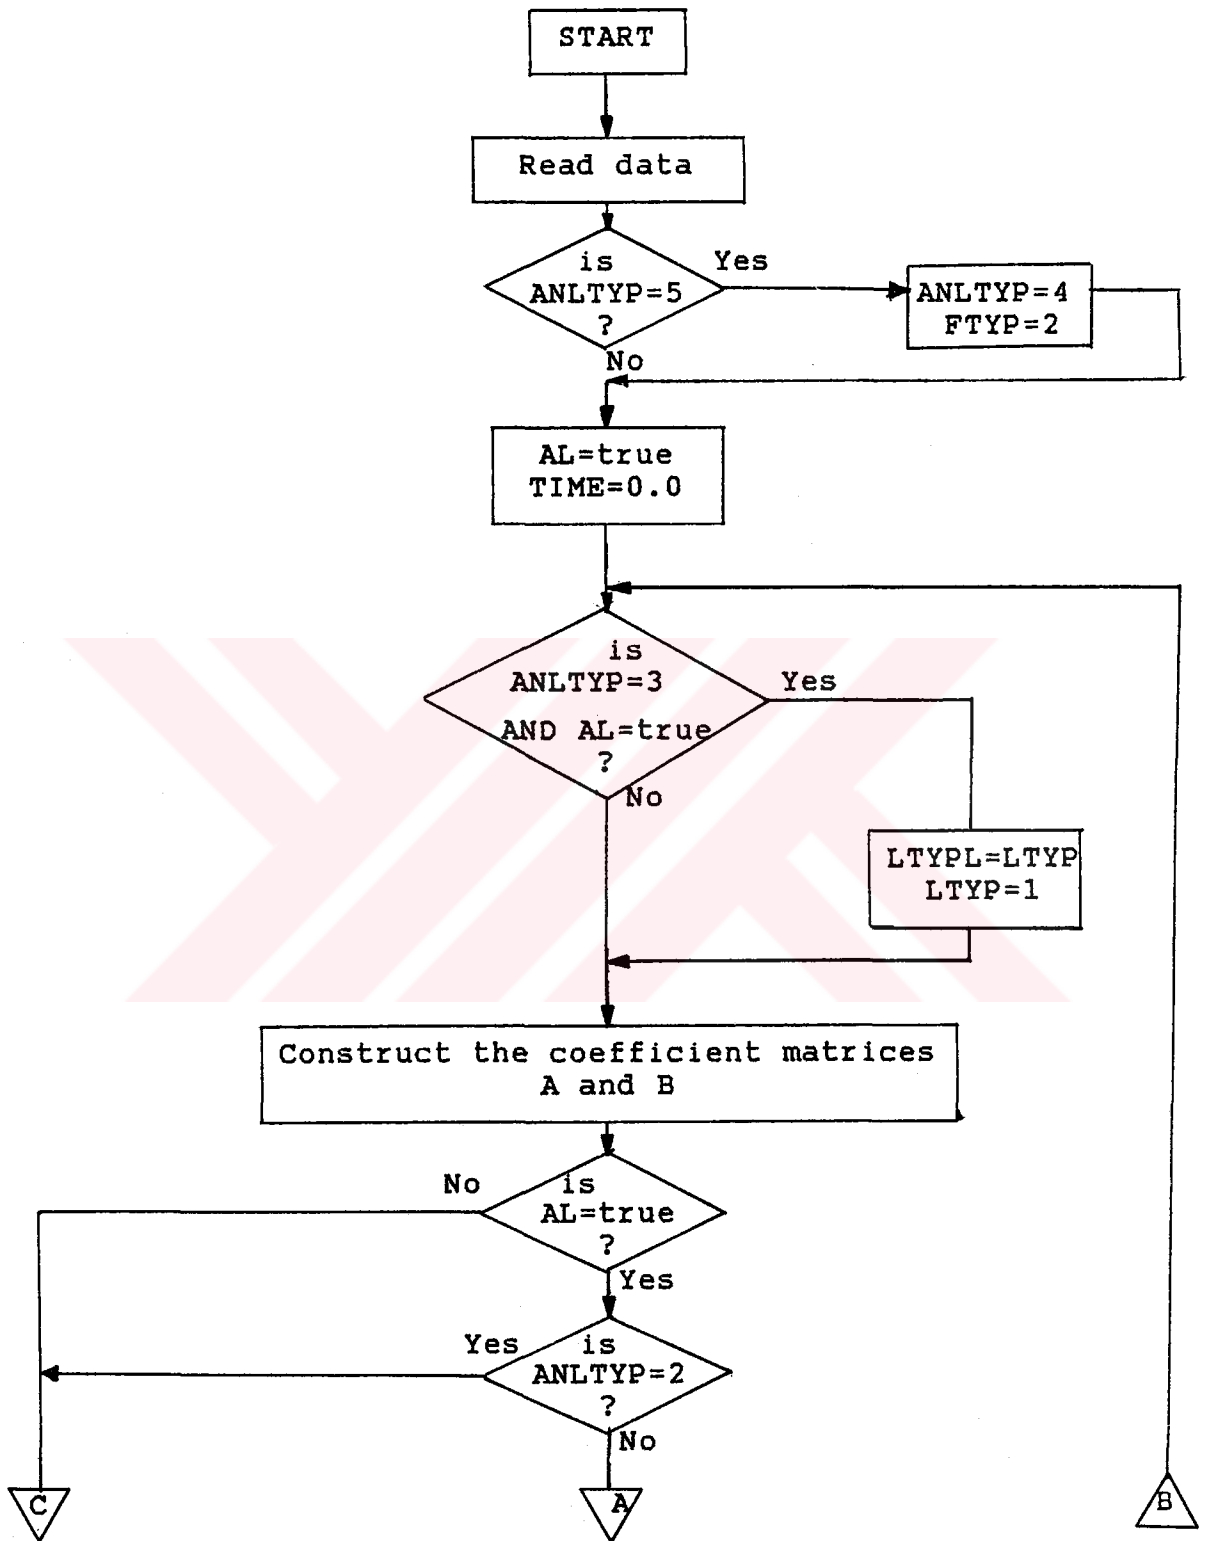 START
Read data
is
ANLTYP=5
?
Yes
No
ANLTYP=4
FTYP=2
AL=true
TIME=0.0
is
ANLTYP=3
AND AL=true
?
Yes
No
LTYPL=LTYP
LTYP=1
Construct the coefficient matrices
A and B
No
is
AL=true
?
Yes
Yes
is
ANLTYP=2
?
No
C
A
B